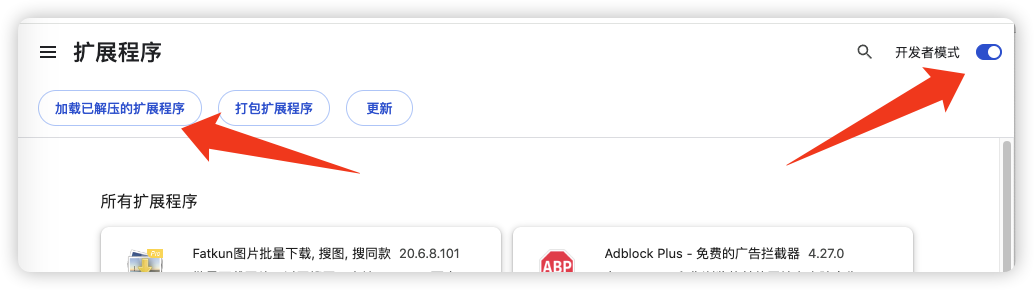 扩展程序
开发者模式
加载已解压的扩展程序
打包扩展程序
更新
所有扩展程序
Fatkun图片批量下载, 搜图, 搜同款 20.6.8.101
Adblock Plus - 免费的广告拦截器 4.27.0
ABP